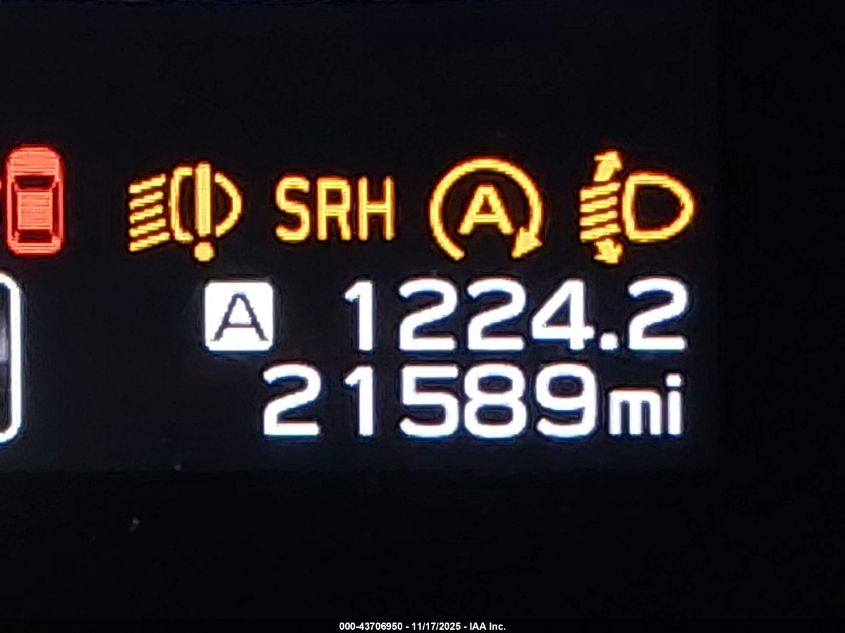 SRH A
A 1224.2
21589mi
000-43706950 - 11/17/2025 - IAA Inc.